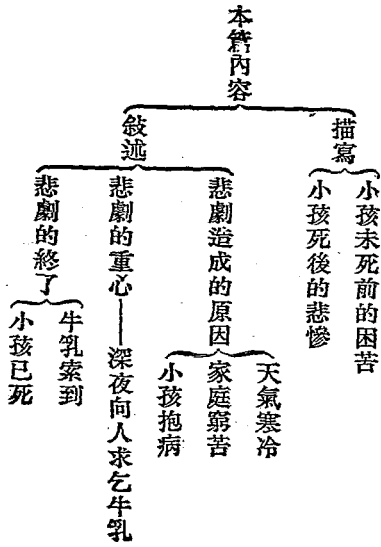 本篇內容
描寫
小孩未死前的困苦
小孩死後的悲慘
敍述
悲劇造成的原因
天氣寒冷
家庭窮苦
小孩抱病
悲劇的重心——深夜向人求乞牛乳
悲劇的終了
牛乳索到
小孩已死